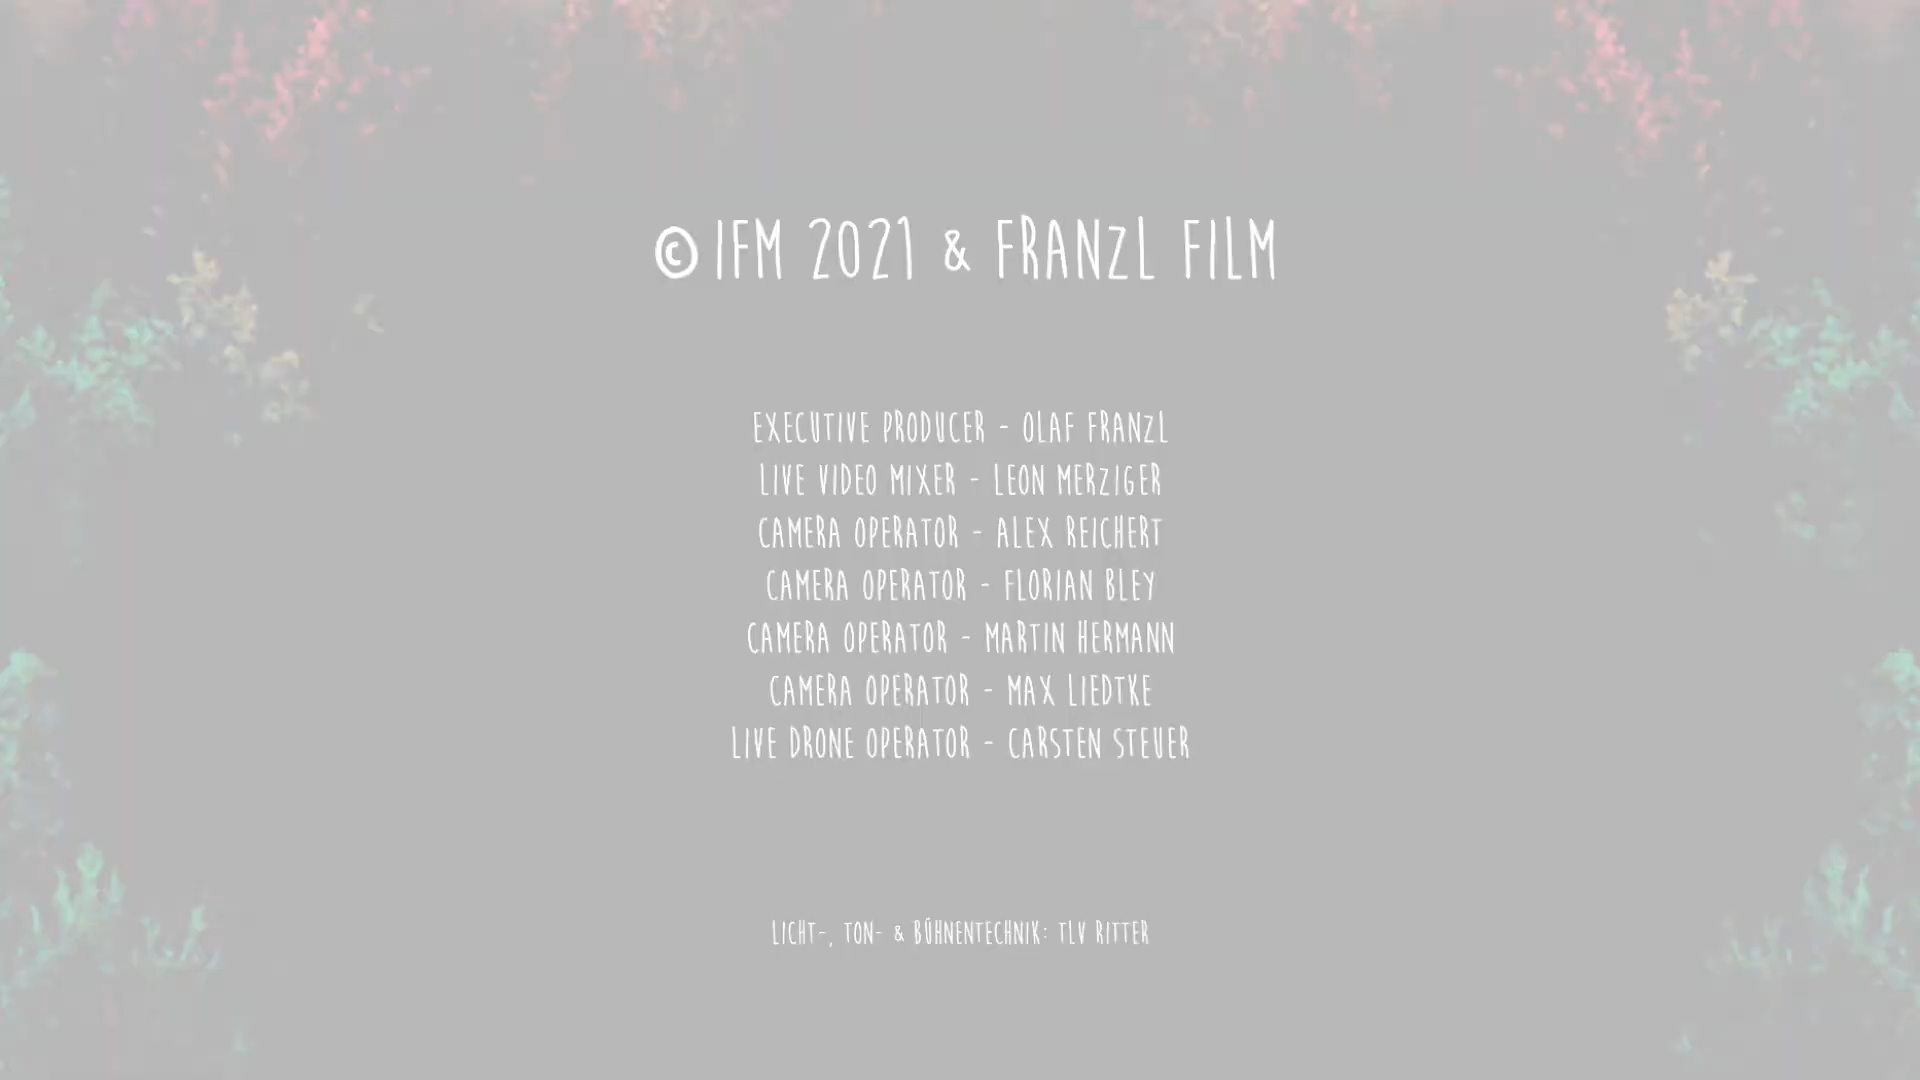 © IFM 2021 & FRANZL FILM
EXECUTIVE PRODUCER - OLAF FRANZL
LIVE VIDEO MIXER - LEON MERZIGER
CAMERA OPERATOR - ALEX REICHERT
CAMERA OPERATOR - FLORIAN BLEY
CAMERA OPERATOR - MARTIN HERMANN
CAMERA OPERATOR - MAX LIEDTKE
LIVE DRONE OPERATOR - CARSTEN STEUER
LICHT-, TON- & BÜHNENTECHNIK: TLV RITTER